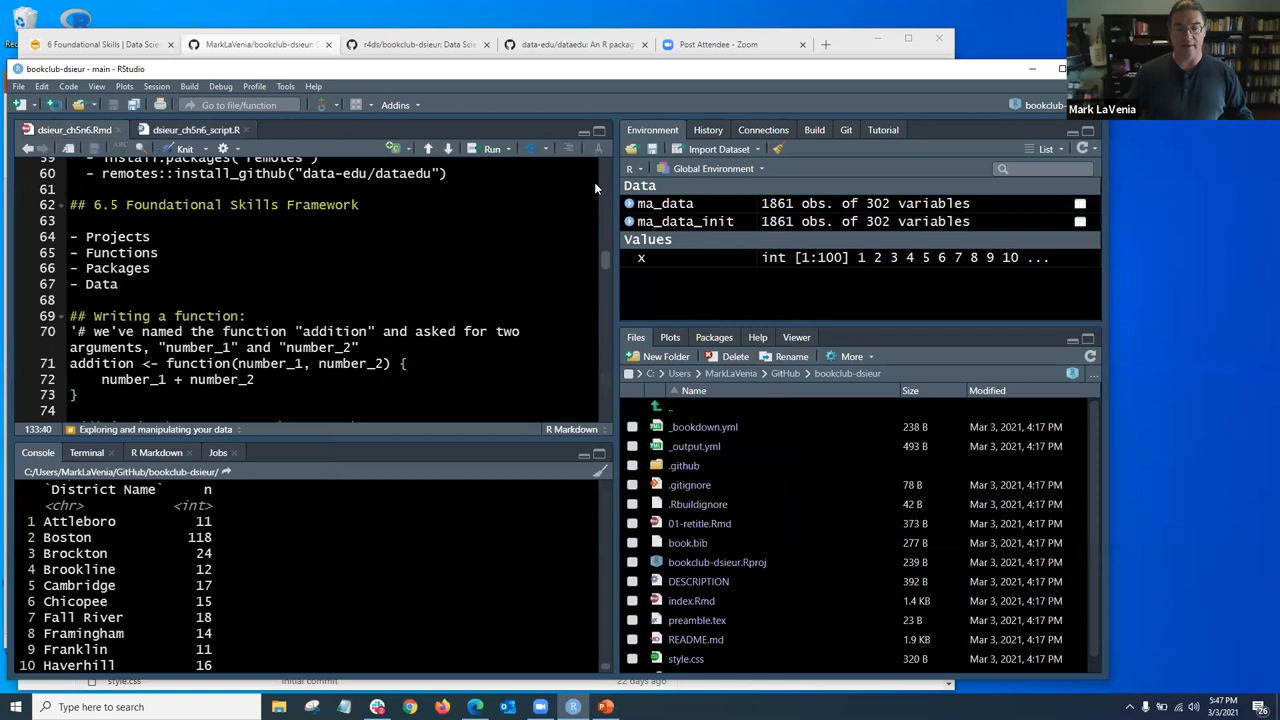 Rec
6 Foundational Skills | Data Scie
MarkLaVenia/bookclub-dsieur: D
r4ds/bookclub-dsieur: Data Scie
data-edu/dataedu: An R packag
Post Attendee - Zoom
bookclub-dsieur - main - RStudio
File Edit Code View Plots Session Build Debug Profile Tools Help
Go to file/function
Addins
bookclub-
Mark LaVenia
dsieur_ch5n6.Rmd
dsieur_ch5n6_script.R
Knit
Run
59 - install.packages("remotes")
60 - remotes::install_github("data-edu/dataedu")
61
62 ## 6.5 Foundational Skills Framework
63
64 - Projects
65 - Functions
66 - Packages
67 - Data
68
69 ## Writing a function:
70 '# we've named the function "addition" and asked for two
arguments, "number_1" and "number_2"
71 addition <- function(number_1, number_2) {
72 number_1 + number_2
73 }
74
133:40 Exploring and manipulating your data R Markdown
Console Terminal R Markdown Jobs
C:/Users/MarkLaVenia/GitHub/bookclub-dsieur/
`District Name` n
<chr> <int>
1 Attleboro 11
2 Boston 118
3 Brockton 24
4 Brookline 12
5 Cambridge 17
6 Chicopee 15
7 Fall River 18
8 Framingham 14
9 Franklin 11
10 Haverhill 16
Environment History Connections Build Git Tutorial
Import Dataset List
R Global Environment
Data
ma_data 1861 obs. of 302 variables
ma_data_init 1861 obs. of 302 variables
Values
x int [1:100] 1 2 3 4 5 6 7 8 9 10 ...
Files Plots Packages Help Viewer
New Folder Delete Rename More
C: Users MarkLaVenia GitHub bookclub-dsieur
Name Size Modified
..
_bookdown.yml 238 B Mar 3, 2021, 4:17 PM
_output.yml 493 B Mar 3, 2021, 4:17 PM
.github
.gitignore 78 B Mar 3, 2021, 4:17 PM
.Rbuildignore 42 B Mar 3, 2021, 4:17 PM
01-retitle.Rmd 373 B Mar 3, 2021, 4:17 PM
book.bib 277 B Mar 3, 2021, 4:17 PM
bookclub-dsieur.Rproj 239 B Mar 3, 2021, 4:17 PM
DESCRIPTION 392 B Mar 3, 2021, 4:17 PM
index.Rmd 1.4 KB Mar 3, 2021, 4:17 PM
preamble.tex 23 B Mar 3, 2021, 4:17 PM
README.md 1.9 KB Mar 3, 2021, 4:17 PM
style.css 320 B Mar 3, 2021, 4:17 PM
style.css Initial commit 22 days ago
Type here to search
5:47 PM
3/3/2021
26